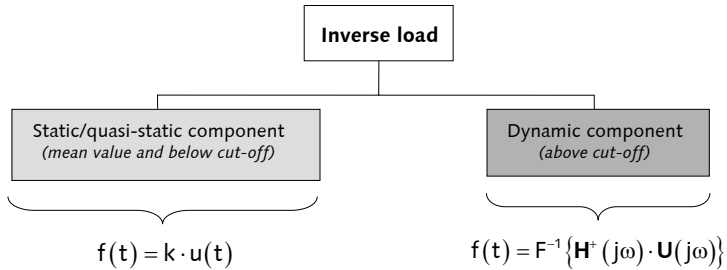 Inverse load
Static/quasi-static component
(mean value and below cut-off)
f(t) = k · u(t)
Dynamic component
(above cut-off)
f(t) = F⁻¹{H⁺(jω) · U(jω)}